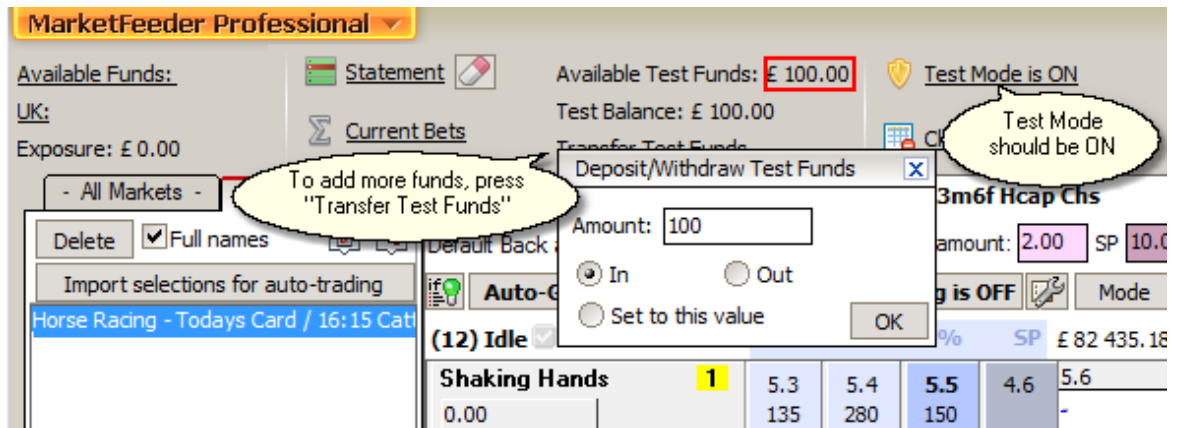 MarketFeeder Professional
Available Funds:
Statement
Available Test Funds: £ 100.00
Test Mode is ON
UK:
Test Balance: £ 100.00
Test Mode
should be ON
Exposure: £ 0.00
Current Bets
Transfer Test Funds
To add more funds, press
"Transfer Test Funds"
Deposit/Withdraw Test Funds
Amount: 100
In
Out
Set to this value
OK
- All Markets -
3m6f Hcap Chs
Delete
Full names
Default Back
amount: 2.00
SP 10.0
Import selections for auto-trading
if
Auto-G
g is OFF
Mode
Horse Racing - Todays Card / 16:15 Catt
(12) Idle
%
SP
£ 82 435.18
Shaking Hands
1
5.3
5.4
5.5
4.6
5.6
0.00
135
280
150
-